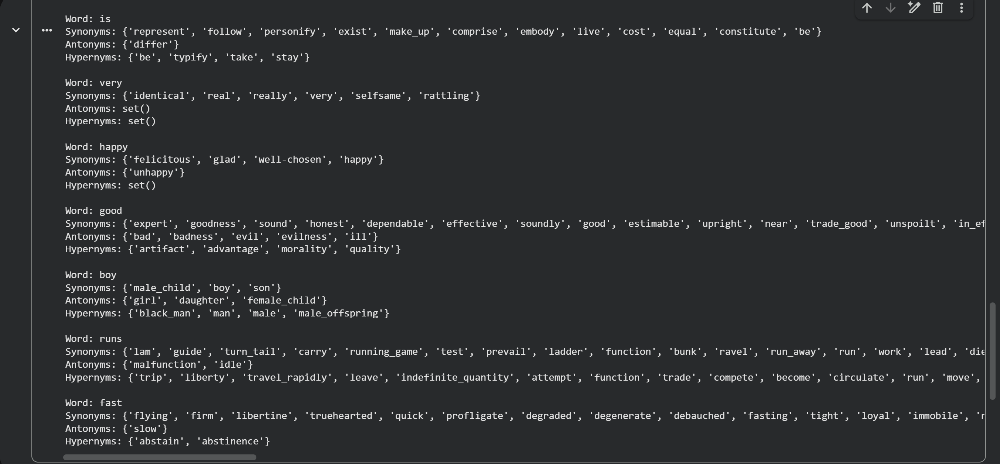 Word: is
Synonyms: {'represent', 'follow', 'personify', 'exist', 'make_up', 'comprise', 'embody', 'live', 'cost', 'equal', 'constitute', 'be'}
Antonyms: {'differ'}
Hypernyms: {'be', 'typify', 'take', 'stay'}
Word: very
Synonyms: {'identical', 'real', 'really', 'very', 'selfsame', 'rattling'}
Antonyms: set()
Hypernyms: set()
Word: happy
Synonyms: {'felicitous', 'glad', 'well-chosen', 'happy'}
Antonyms: {'unhappy'}
Hypernyms: set()
Word: good
Synonyms: {'expert', 'goodness', 'sound', 'honest', 'dependable', 'effective', 'soundly', 'good', 'estimable', 'upright', 'near', 'trade_good', 'unspoilt',
Antonyms: {'bad', 'badness', 'evil', 'evilness', 'ill'}
Hypernyms: {'artifact', 'advantage', 'morality', 'quality'}
Word: boy
Synonyms: {'male_child', 'boy', 'son'}
Antonyms: {'girl', 'daughter', 'female_child'}
Hypernyms: {'black_man', 'man', 'male', 'male_offspring'}
Word: runs
Synonyms: {'lam', 'guide', 'turn_tail', 'carry', 'running_game', 'test', 'prevail', 'ladder', 'function', 'bunk', 'ravel', 'run_away', 'run', 'work', 'lead',
Antonyms: {'malfunction', 'idle'}
Hypernyms: {'trip', 'liberty', 'travel_rapidly', 'leave', 'indefinite_quantity', 'attempt', 'function', 'trade', 'compete', 'become', 'circulate', 'run', 'move',
Word: fast
Synonyms: {'flying', 'firm', 'libertine', 'truehearted', 'quick', 'profligate', 'degraded', 'degenerate', 'debauched', 'fasting', 'tight', 'loyal', 'immobile',
Antonyms: {'slow'}
Hypernyms: {'abstain', 'abstinence'}